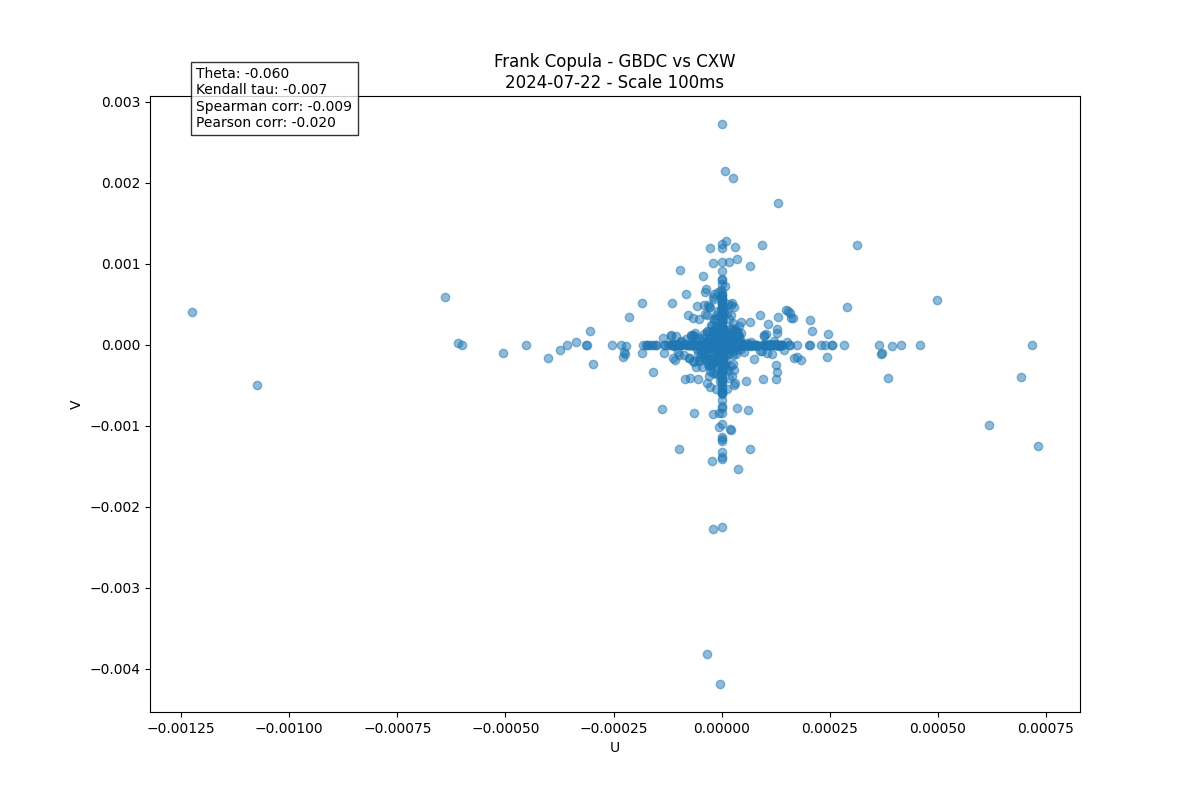 Frank Copula - GBDC vs CXW
2024-07-22 - Scale 100ms
Theta: -0.060
Kendall tau: -0.007
Spearman corr: -0.009
Pearson corr: -0.020
0.003
0.002
0.001
0.000
−0.001
−0.002
−0.003
−0.004
V
−0.00125 −0.00100 −0.00075 −0.00050 −0.00025 0.00000 0.00025 0.00050 0.00075
U